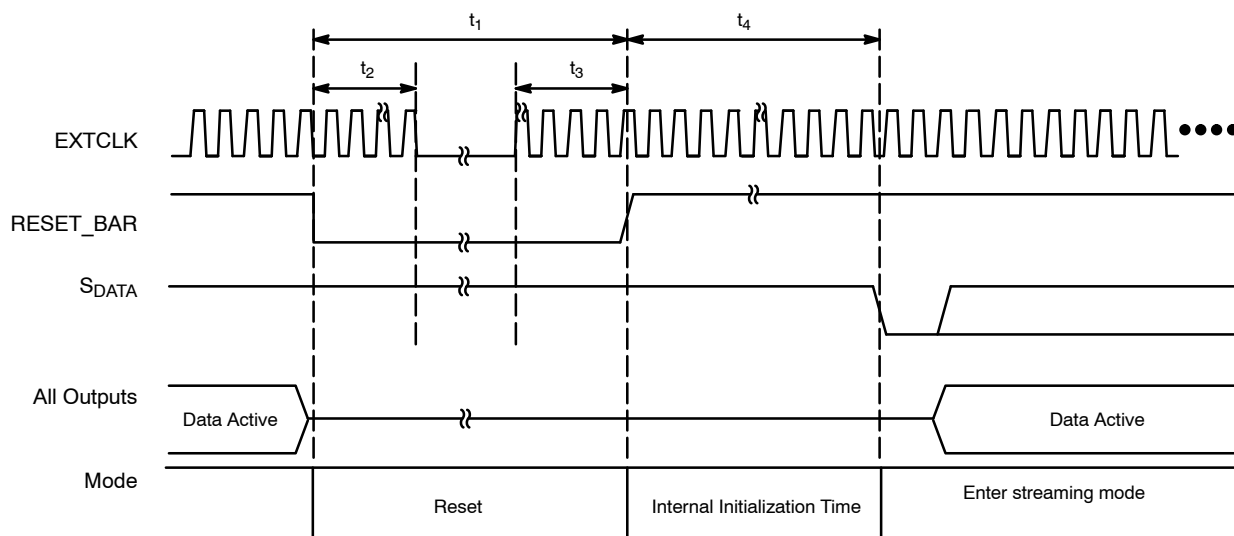 t1
t4
t2
t3
EXTCLK
RESET_BAR
SDATA
All Outputs
Data Active
Data Active
Mode
Reset
Internal Initialization Time
Enter streaming mode